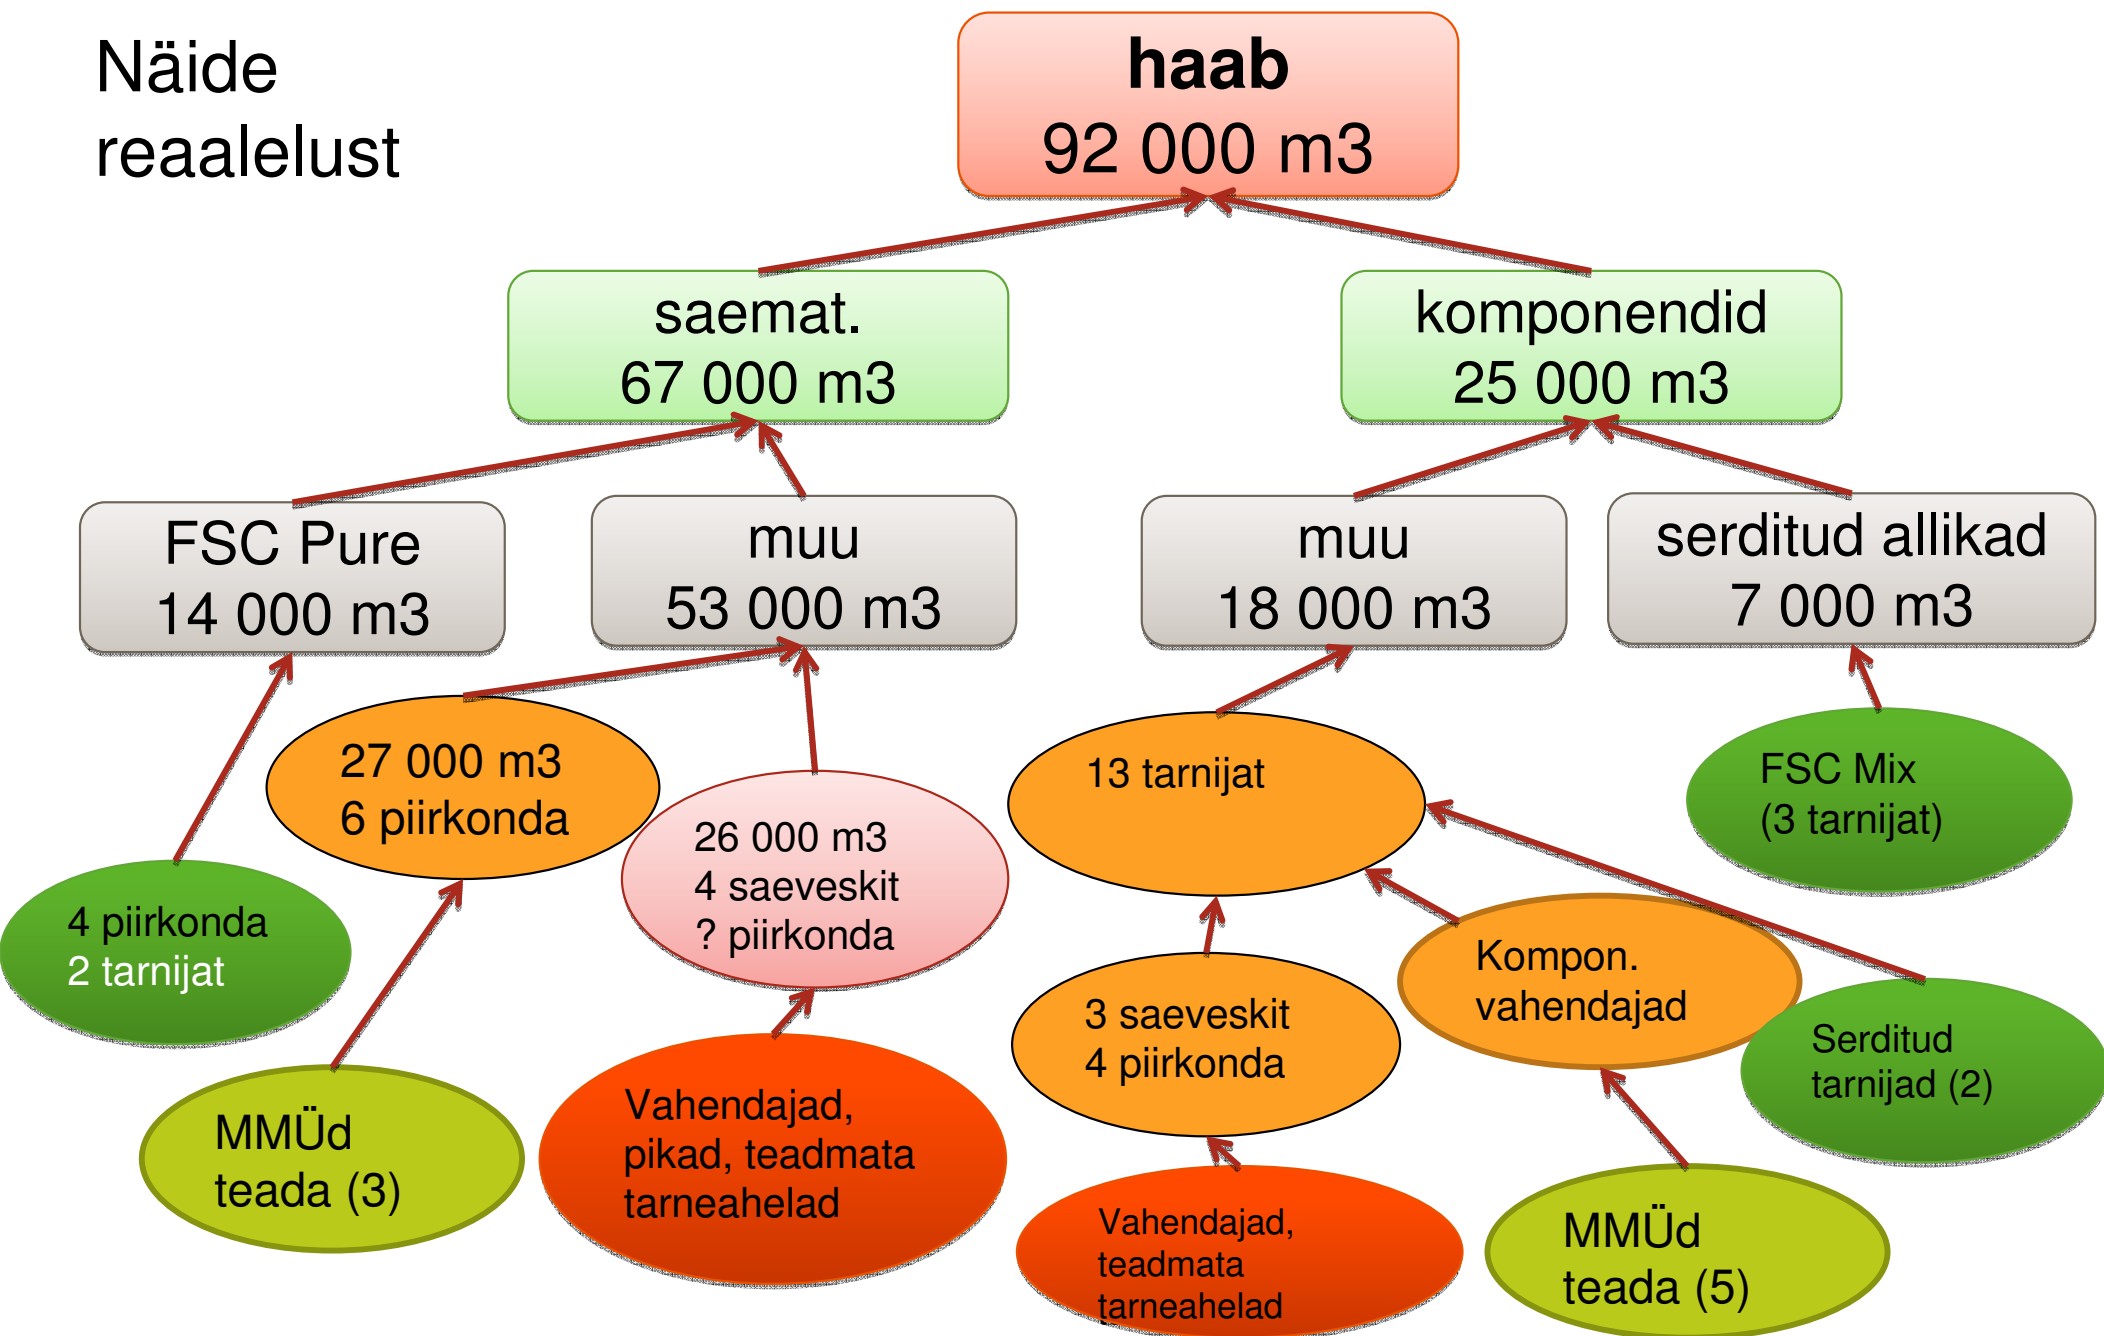 Näide
reaalelust
haab
92 000 m3
saemat.
67 000 m3
komponendid
25 000 m3
FSC Pure
14 000 m3
muu
53 000 m3
muu
18 000 m3
serditud allikad
7 000 m3
27 000 m3
6 piirkonda
26 000 m3
4 saeveskit
? piirkonda
13 tarnijat
FSC Mix
(3 tarnijat)
4 piirkonda
2 tarnijat
3 saeveskit
4 piirkonda
Kompon.
vahendajad
Serditud
tarnijad (2)
MMÜd
teada (3)
Vahendajad,
pikad, teadmata
tarneahelad
Vahendajad,
teadmata
tarneahelad
MMÜd
teada (5)